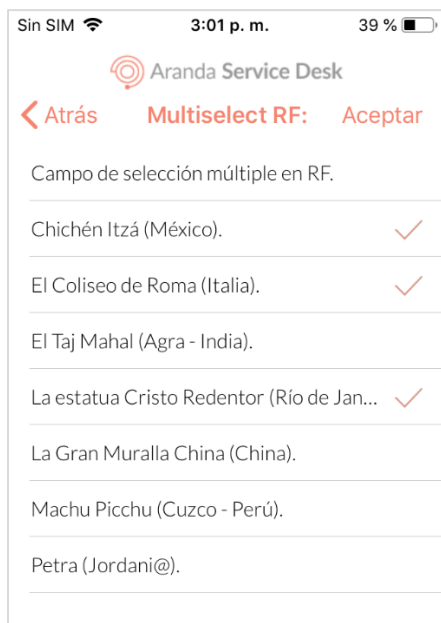 Sin SIM 3:01 p. m. 39 %
Aranda Service Desk
Atrás Multiselect RF: Aceptar
Campo de selección múltiple en RF.
Chichén Itzá (México).
El Coliseo de Roma (Italia).
El Taj Mahal (Agra - India).
La estatua Cristo Redentor (Río de Jan...
La Gran Muralla China (China).
Machu Picchu (Cuzco - Perú).
Petra (Jordani@).